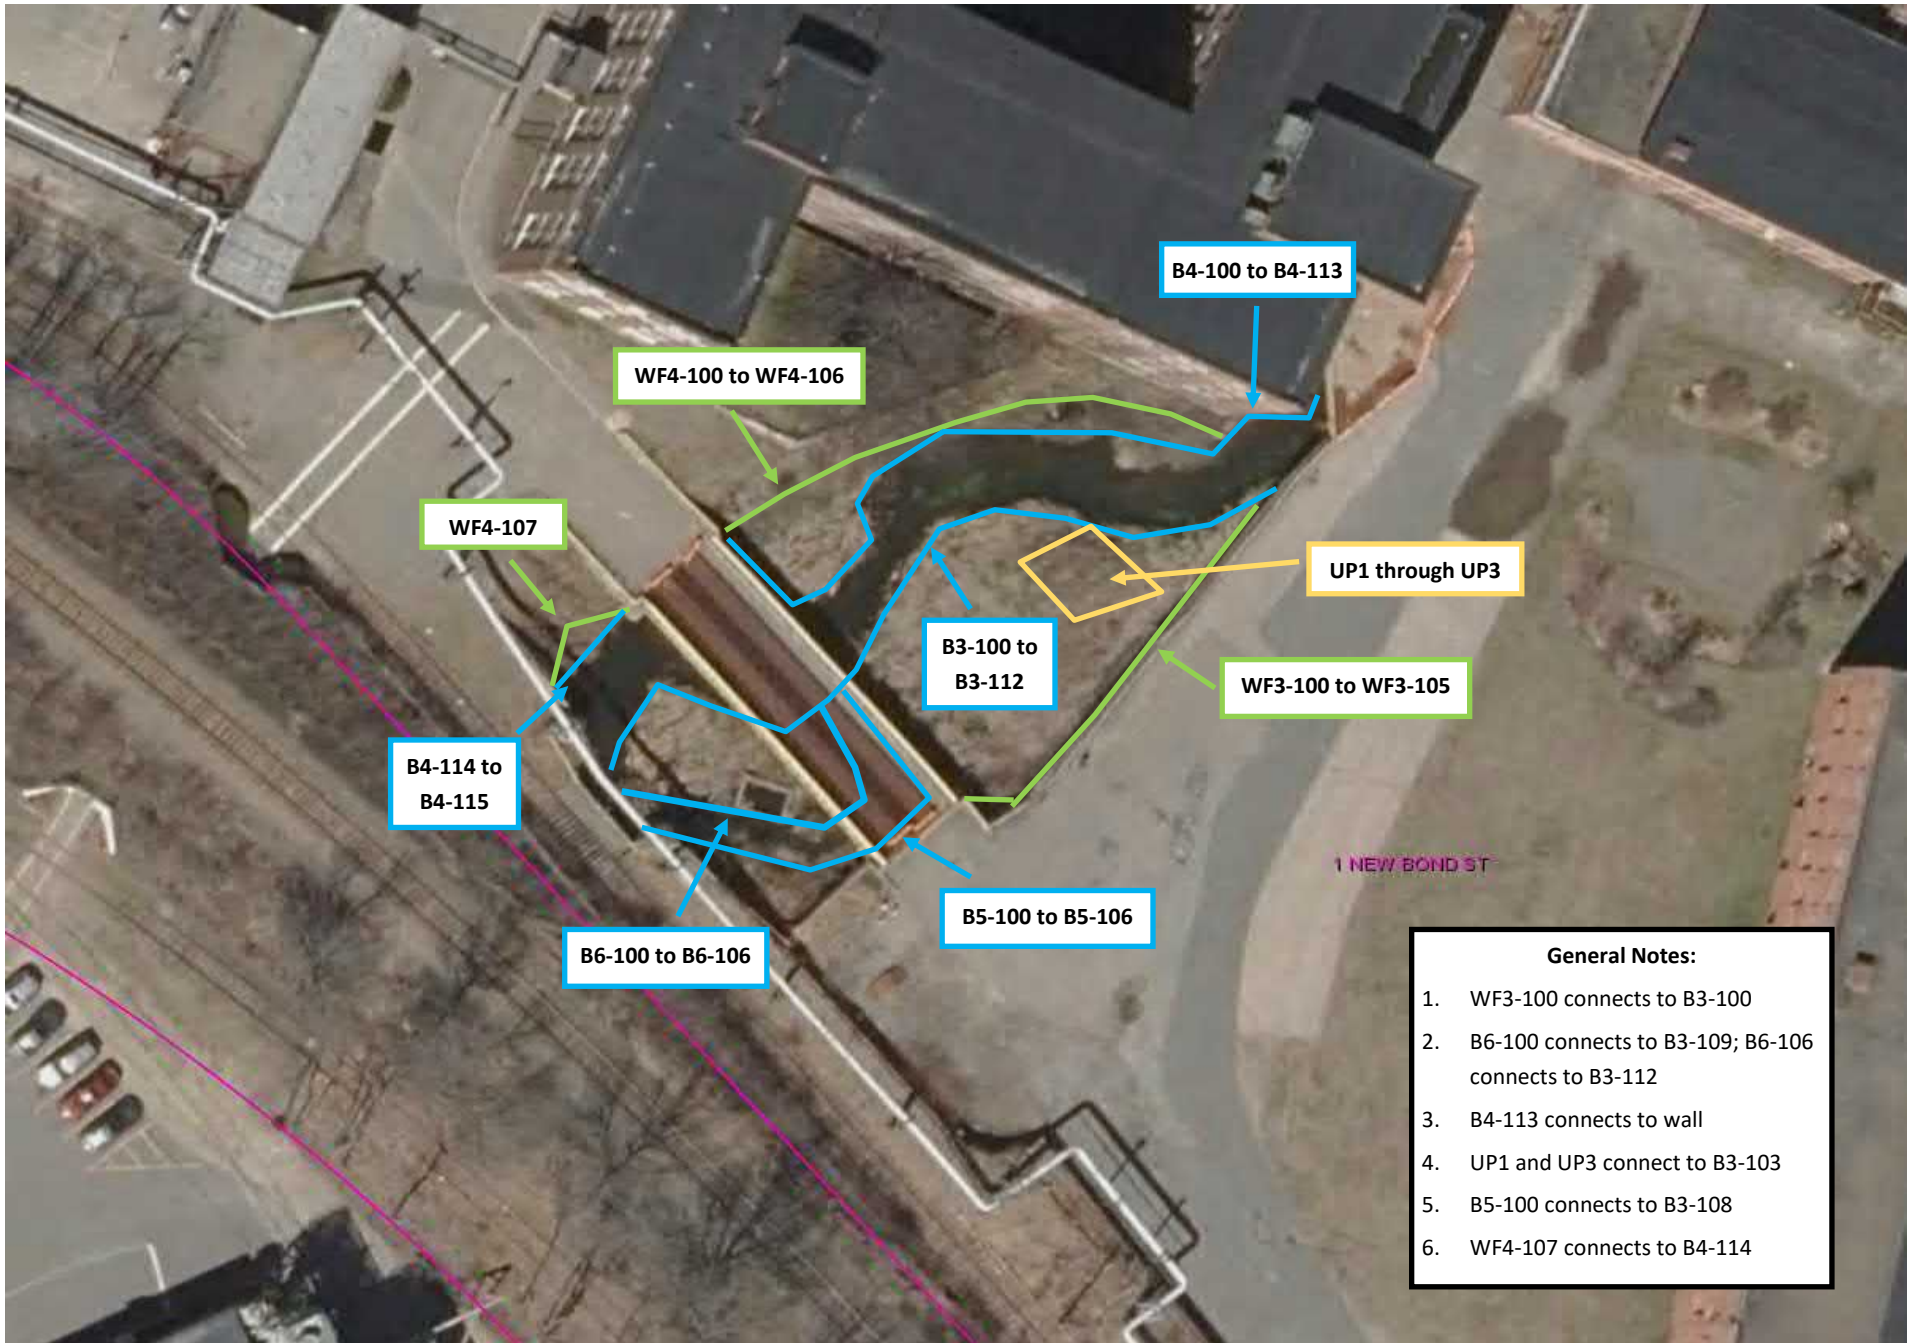 B4-100 to B4-113
WF4-100 to WF4-106
WF4-107
UP1 through UP3
B3-100 to
B3-112
WF3-100 to WF3-105
B4-114 to
B4-115
1 NEW BOND ST
B5-100 to B5-106
B6-100 to B6-106
General Notes:
1. WF3-100 connects to B3-100
2. B6-100 connects to B3-109; B6-106
connects to B3-112
3. B4-113 connects to wall
4. UP1 and UP3 connect to B3-103
5. B5-100 connects to B3-108
6. WF4-107 connects to B4-114